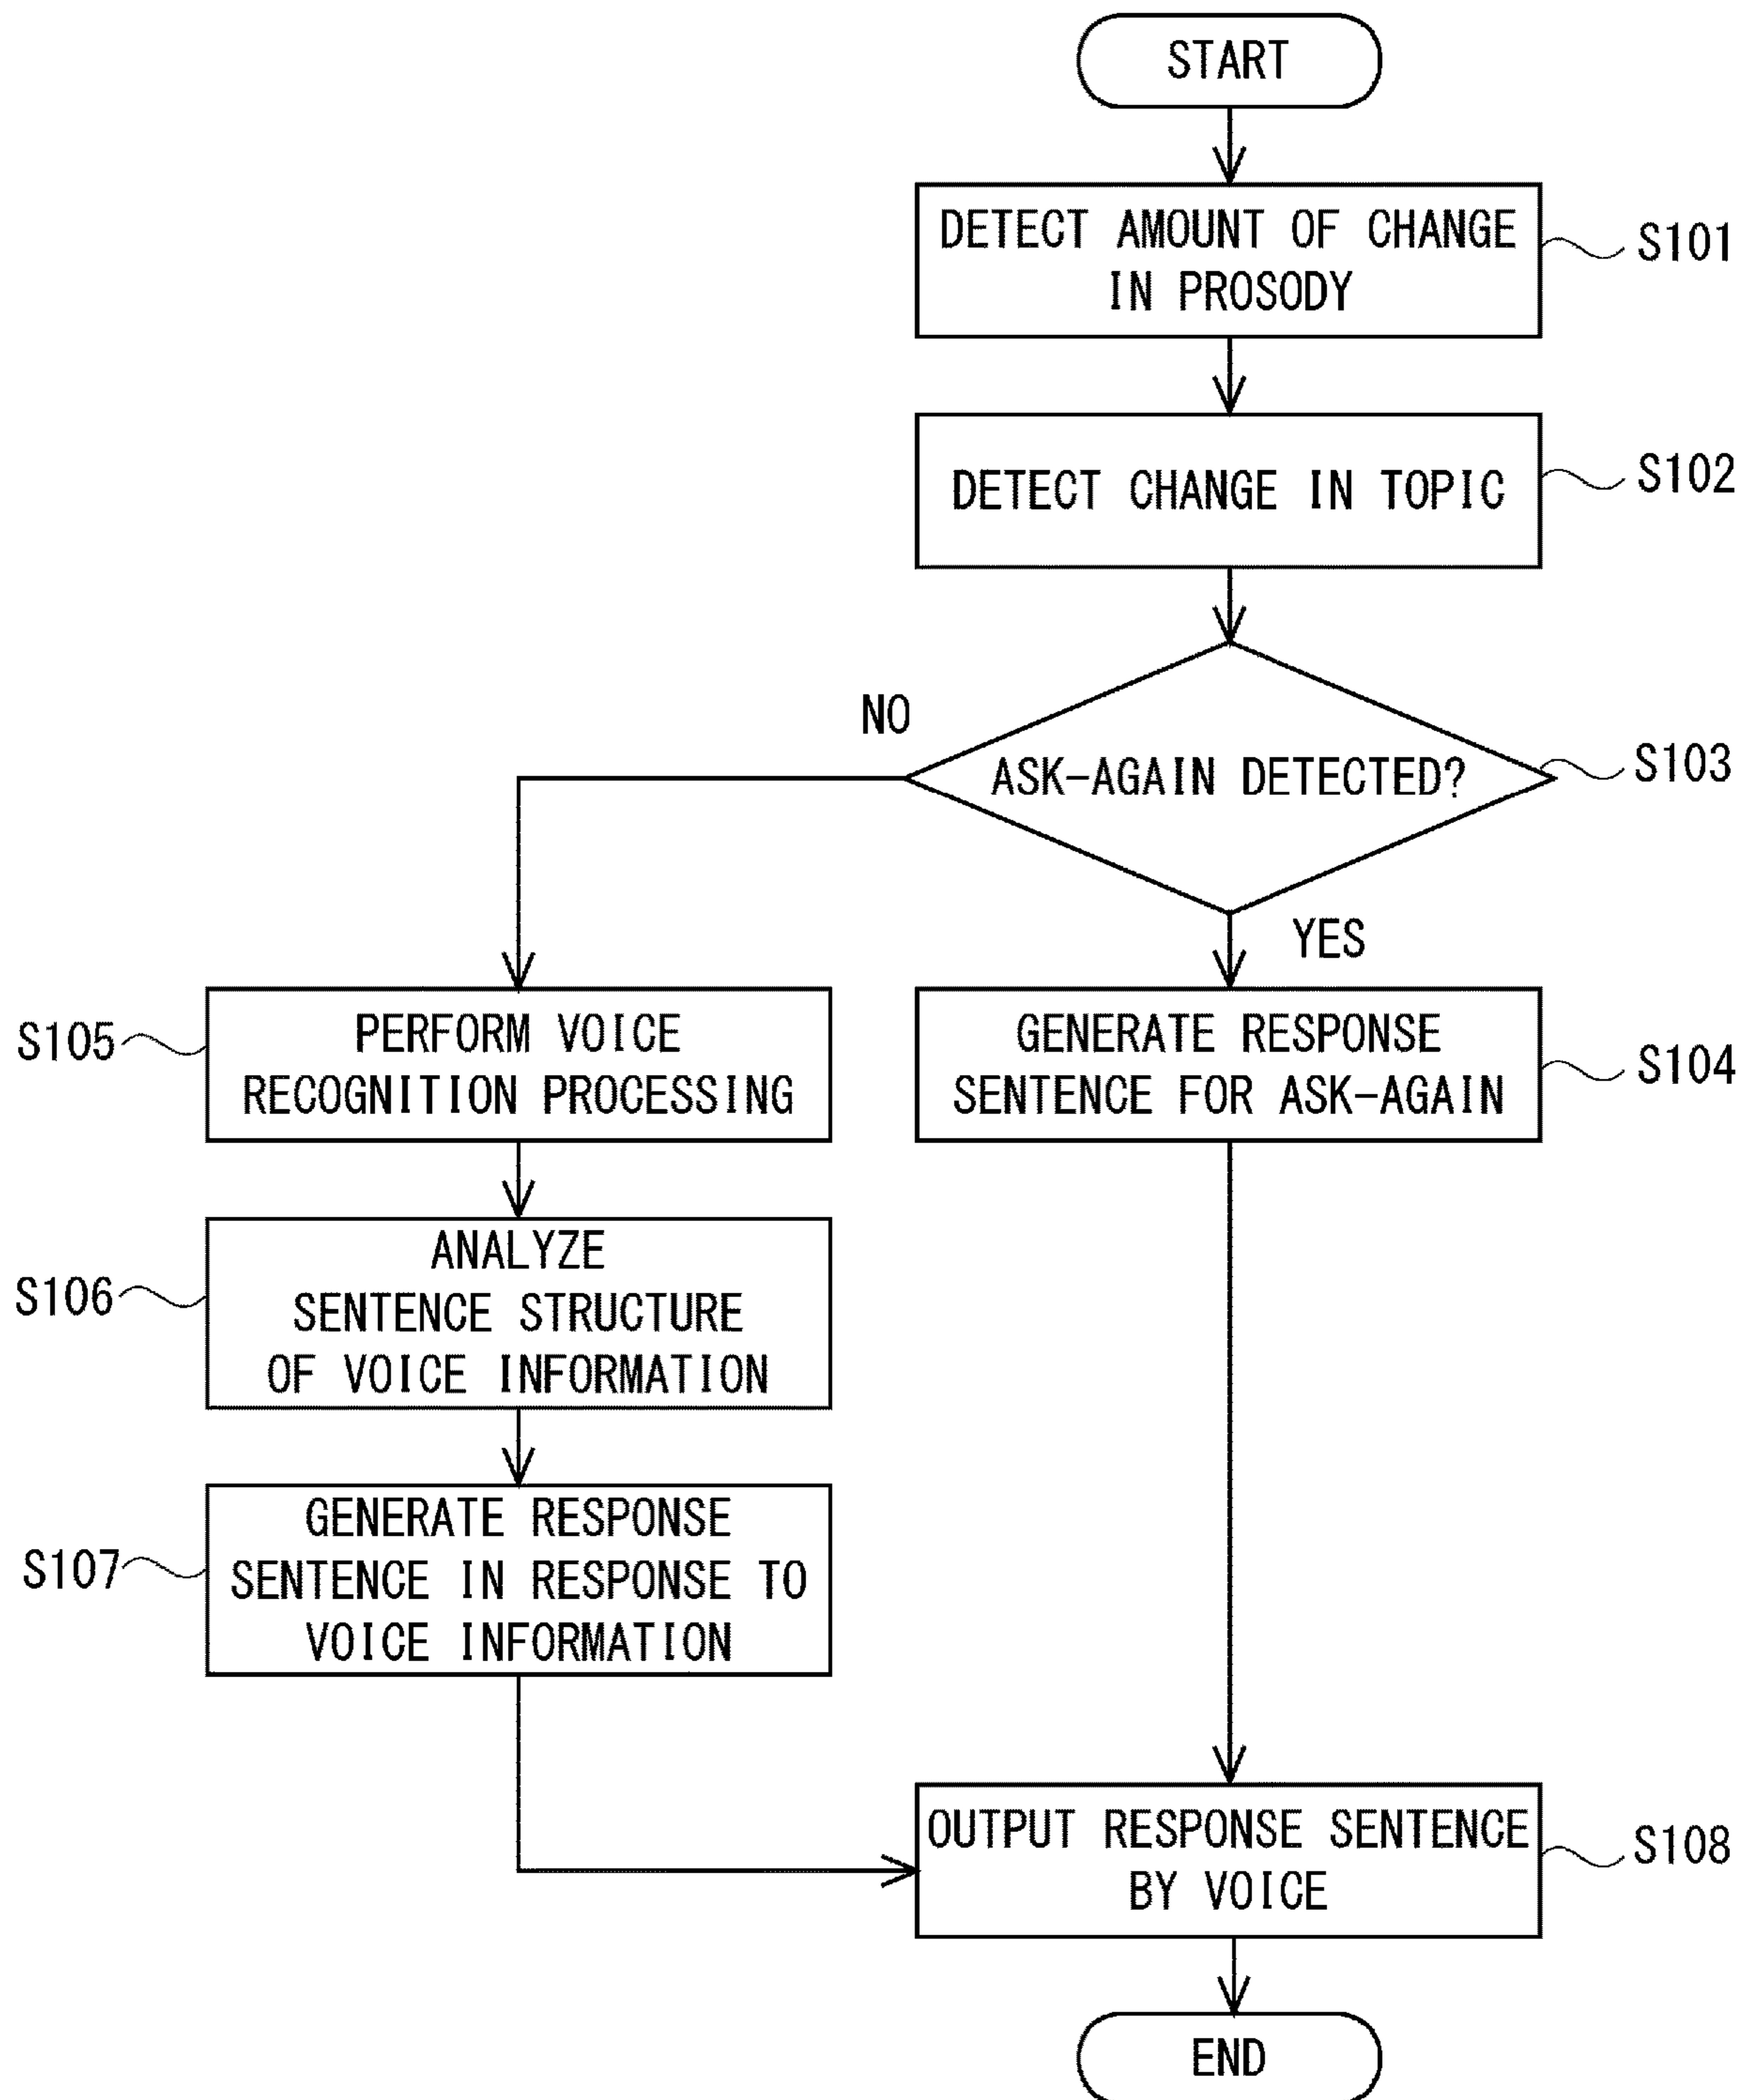 START
DETECT AMOUNT OF CHANGE
IN PROSODY
S101
DETECT CHANGE IN TOPIC
S102
NO
ASK-AGAIN DETECTED?
S103
YES
S105
PERFORM VOICE
RECOGNITION PROCESSING
GENERATE RESPONSE
SENTENCE FOR ASK-AGAIN
S104
S106
ANALYZE
SENTENCE STRUCTURE
OF VOICE INFORMATION
S107
GENERATE RESPONSE
SENTENCE IN RESPONSE TO
VOICE INFORMATION
OUTPUT RESPONSE SENTENCE
BY VOICE
S108
END